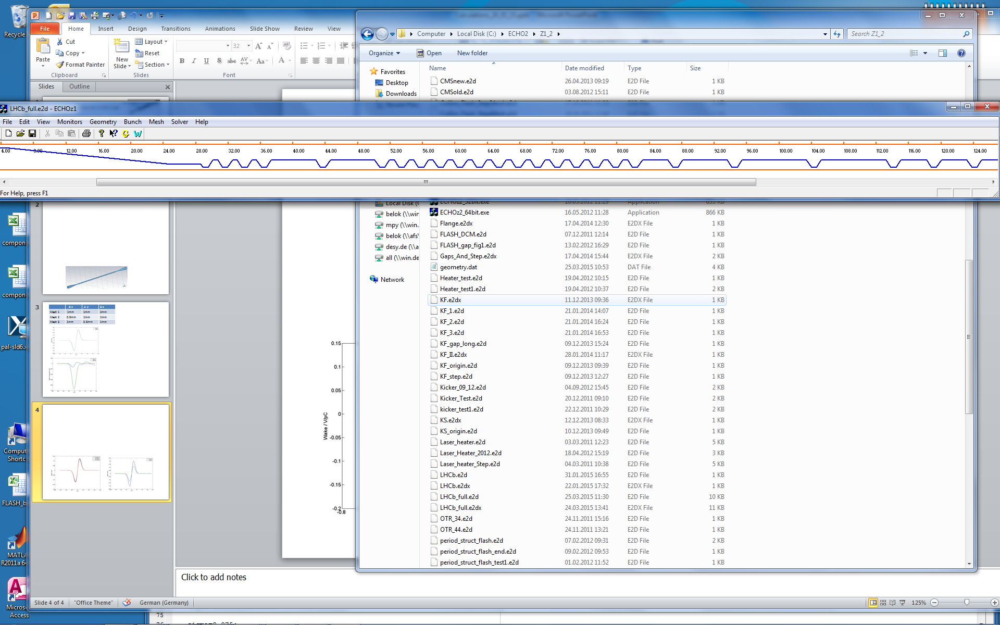 Recycle
File
Home
Insert
Design
Transitions
Animations
Slide Show
Review
View
Cut
Copy
Format Painter
Paste
Clipboard
New
Slide
Layout
Reset
Section
Slides
32
Font
Slides
Outline
Computer
Local Disk (C:)
ECHO2
Z1_2
Search Z1_2
Organize
Open
New folder
Favorites
Desktop
Downloads
Name Date modified Type Size
CMSnew.e2d 26.04.2013 09:19 E2D File 1 KB
CMSold.e2d 03.08.2012 15:11 E2D File 1 KB
LHCb_full.e2d - ECHOz1
File Edit View Monitors Geometry Bunch Mesh Solver Help
4.00 8.00 12.00 16.00 20.00 24.00 28.00 32.00 36.00 40.00 44.00 48.00 52.00 56.00 60.00 64.00 68.00 72.00 76.00 80.00 84.00 88.00 92.00 96.00 100.00 104.00 108.00 112.00 116.00 120.00 124.00
For Help, press F1
Local Disk (
belok (\\win
mpy (\\win.
belok (\\afs\
desy.de (\\a
all (\\win.de
Network
ECHOz2_32bit.exe 16.05.2012 11:29 Application 655 KB
ECHOz2_64bit.exe 16.05.2012 11:28 Application 866 KB
Flange.e2dx 17.04.2014 12:30 E2DX File 1 KB
FLASH_DCM.e2d 07.12.2011 12:14 E2D File 1 KB
FLASH_gap_fig1.e2d 13.02.2012 16:29 E2D File 1 KB
Gaps_And_Step.e2dx 17.04.2014 15:44 E2DX File 2 KB
geometry.dat 25.03.2015 10:53 DAT File 4 KB
Heater_test.e2d 19.04.2012 10:15 E2D File 1 KB
Heater_test1.e2d 19.04.2012 10:37 E2D File 2 KB
KF.e2dx 11.12.2013 09:36 E2DX File 1 KB
KF_1.e2d 21.01.2014 14:07 E2D File 1 KB
KF_2.e2d 21.01.2014 16:24 E2D File 1 KB
KF_3.e2d 21.01.2014 16:53 E2D File 1 KB
KF_gap_long.e2d 09.12.2013 15:24 E2D File 1 KB
KF_II.e2dx 28.01.2014 11:17 E2DX File 1 KB
KF_origin.e2d 09.12.2013 09:39 E2D File 1 KB
KF_step.e2d 09.12.2013 12:27 E2D File 1 KB
Kicker_09_12.e2d 04.09.2012 15:45 E2D File 2 KB
Kicker_Test.e2d 20.12.2011 09:10 E2D File 2 KB
kicker_test1.e2d 22.12.2011 10:29 E2D File 2 KB
KS.e2dx 12.12.2013 08:33 E2DX File 1 KB
KS_origin.e2d 10.12.2013 09:49 E2D File 1 KB
Laser_heater.e2d 03.03.2011 12:23 E2D File 5 KB
Laser_Heater_2012.e2d 18.04.2012 15:19 E2D File 3 KB
Laser_heater_Step.e2d 04.03.2011 10:38 E2D File 5 KB
LHCb.e2d 31.01.2015 16:55 E2D File 1 KB
LHCb.e2dx 22.01.2015 17:32 E2DX File 1 KB
LHCb_full.e2d 25.03.2015 11:30 E2D File 10 KB
LHCb_full.e2dx 24.03.2015 13:41 E2DX File 11 KB
OTR_34.e2d 24.11.2011 15:16 E2D File 1 KB
OTR_44.e2d 24.11.2011 13:21 E2D File 1 KB
period_struct_flash.e2d 07.02.2012 09:31 E2D File 2 KB
period_struct_flash_end.e2d 09.02.2012 09:53 E2D File 1 KB
period_struct_flash_test1.e2d 01.02.2012 11:52 E2D File 1 KB
2
3
Δx Δy Δz
Mesh 1 1mm 1mm 2mm
Mesh 2 0.5mm 1mm 1mm
Mesh 3 1mm 0.5mm 1mm
4
0.15
0.1
0.05
0
-0.05
-0.1
-0.15
-0.2
-0.8
Wake / V/pC
compon
compon
pal-sld6.x
Comput
Shortc
FLASH_b
MATLA
R2011a 64
Micros
Access
Click to add notes
Slide 4 of 4
"Office Theme"
German (Germany)
125%
75